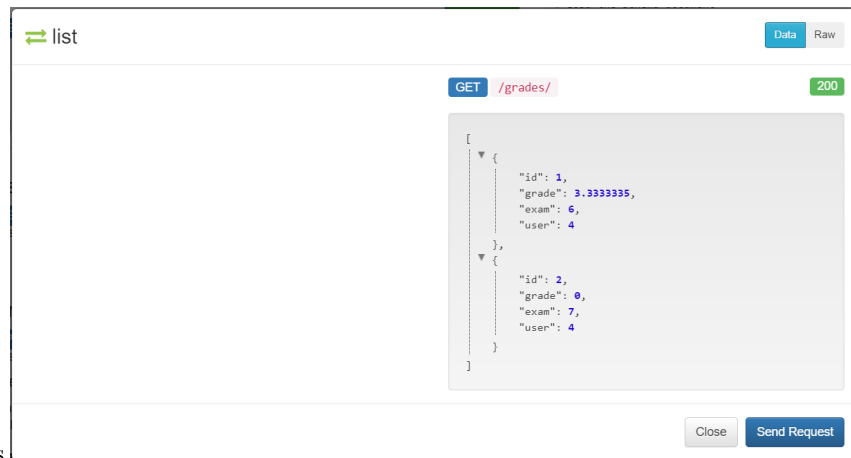 list
Data Raw
GET /grades/ 200
[
{
"id": 1,
"grade": 3.3333335,
"exam": 6,
"user": 4
},
{
"id": 2,
"grade": 0,
"exam": 7,
"user": 4
}
]
Close Send Request